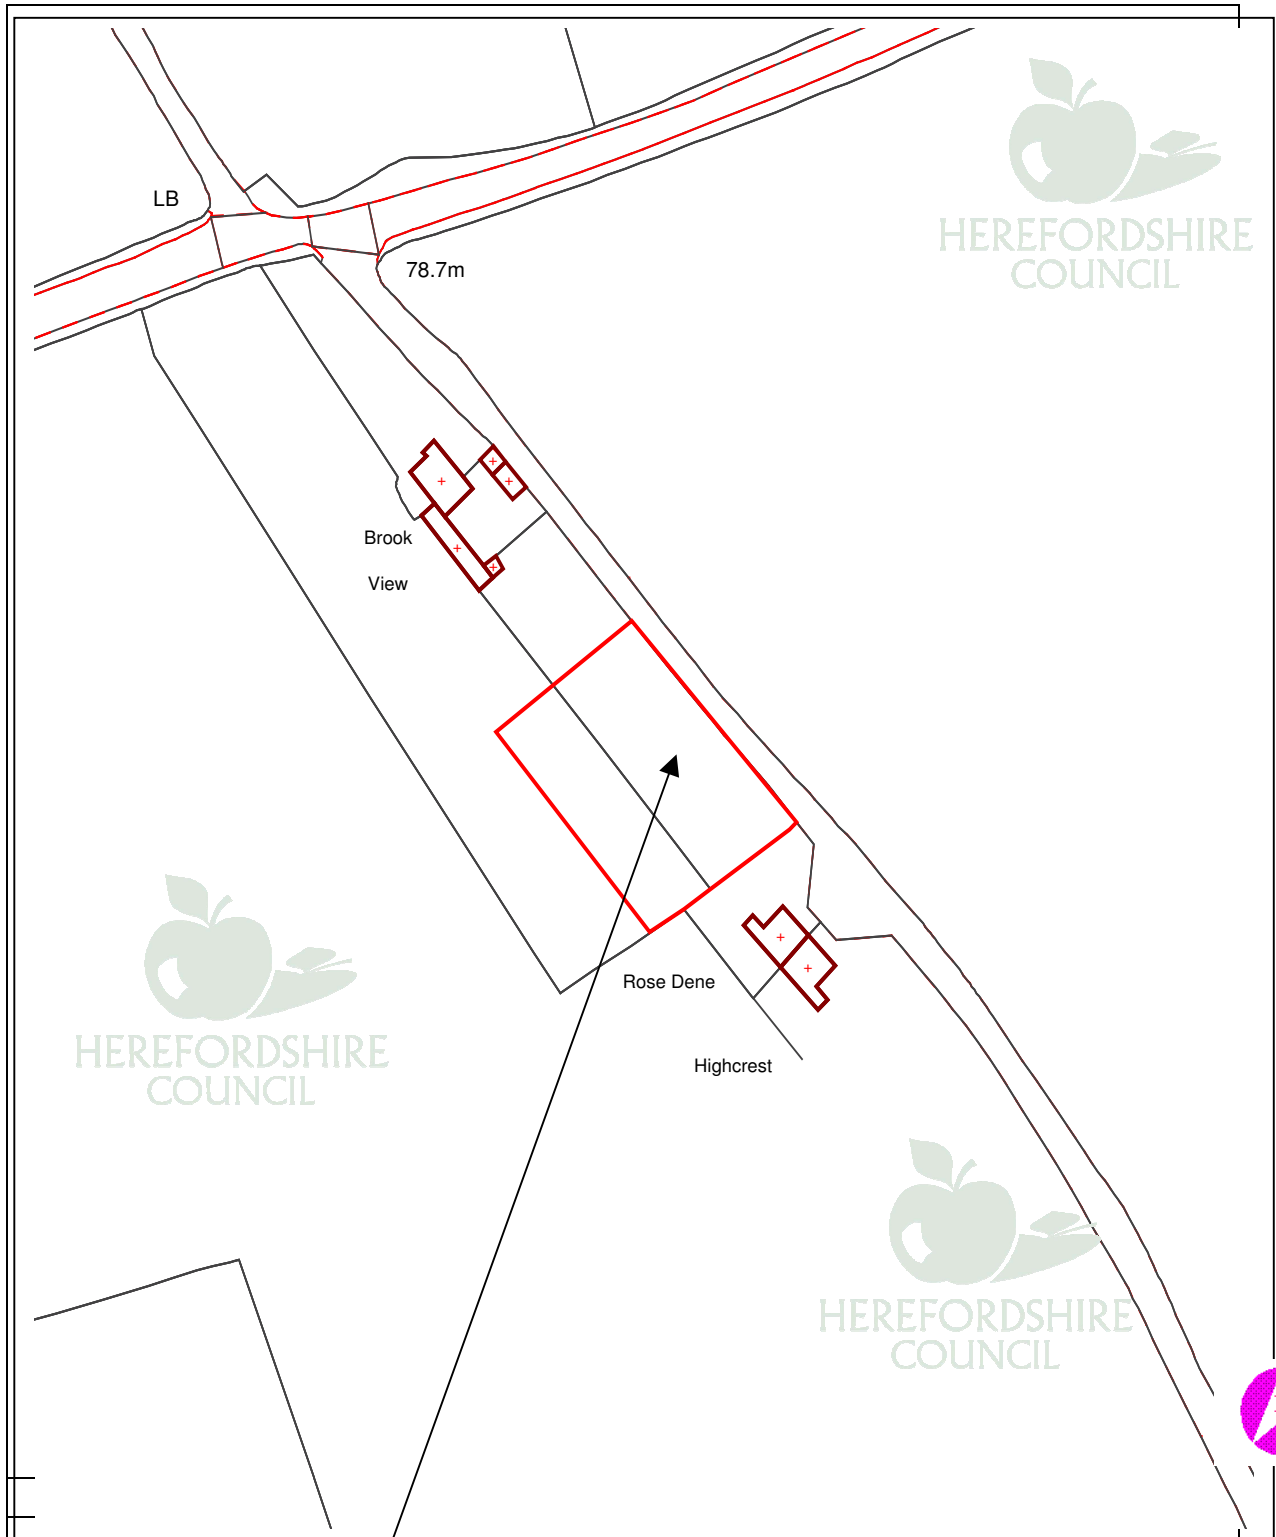 HEREFORDSHIRE
COUNCIL
LB
78.7m
Brook
View
HEREFORDSHIRE
COUNCIL
Rose Dene
Highcrest
HEREFORDSHIRE
COUNCIL